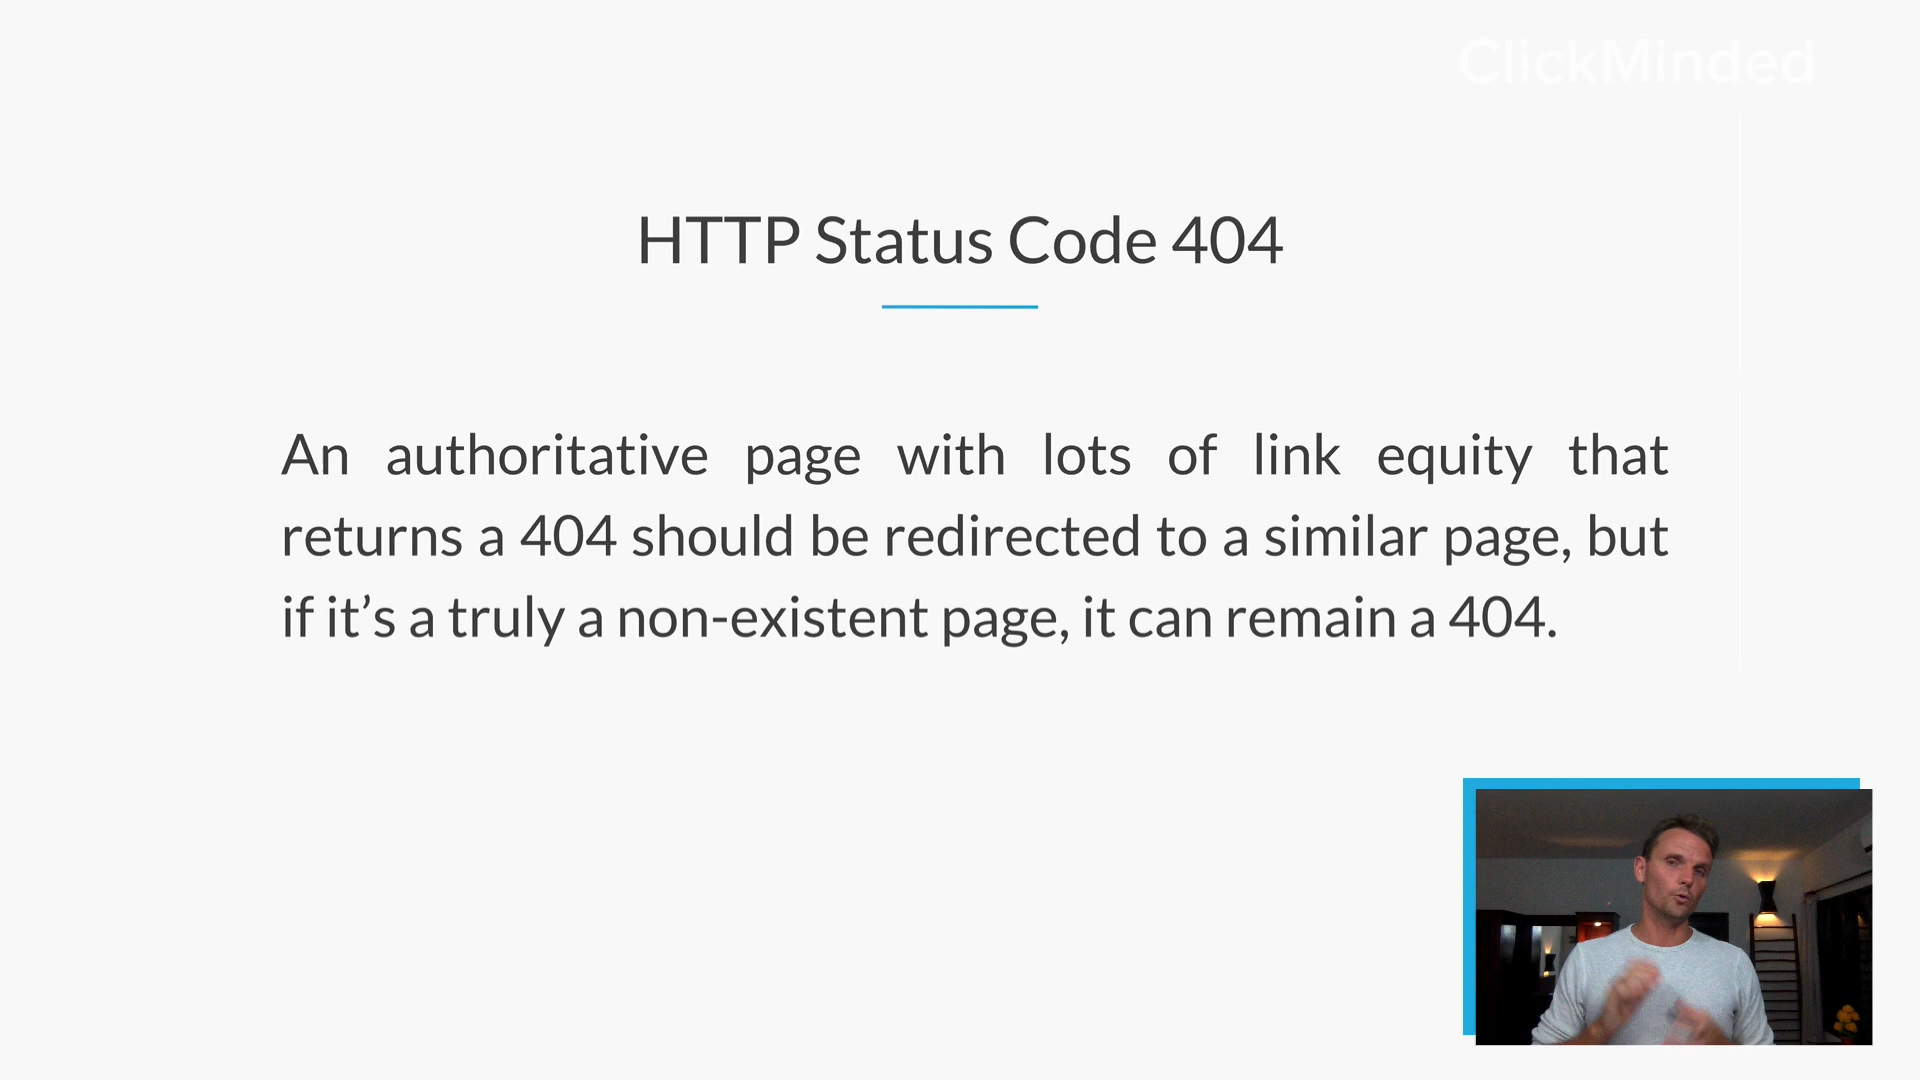 ClickMinded
HTTP Status Code 404
An authoritative page with lots of link equity that
returns a 404 should be redirected to a similar page, but
if it’s a truly a non-existent page, it can remain a 404.